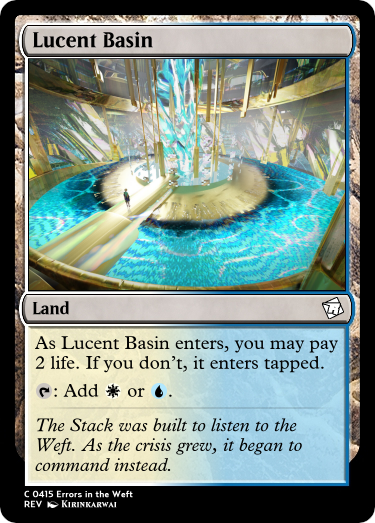 Lucent Basin
Land
As Lucent Basin enters, you may pay
2 life. If you don't, it enters tapped.
: Add or .
The Stack was built to listen to the
Weft. As the crisis grew, it began to
command instead.
C 0415 Errors in the Weft
REV Kirinkarwai